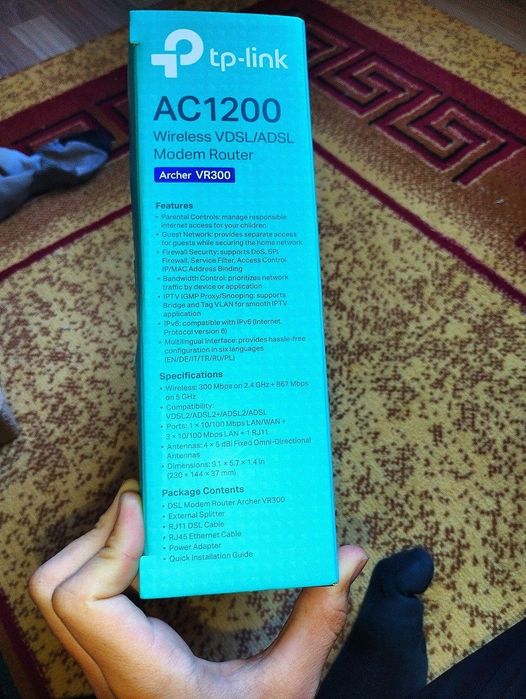 tp-link
AC1200
Wireless VDSL/ADSL
Modem Router
Archer VR300
Features
• Parental Controls: manage responsible
internet access for your children
• Guest Network: provides separate access
for guests while securing the home network
• Firewall Security: supports DoS, SPI
Firewall, Service Filter, Access Control
IP/MAC Address Binding
• Bandwidth Control: prioritizes network
traffic by device or application
• IPTV IGMP Proxy/Snooping: supports
Bridge and Tag VLAN for smooth IPTV
application
• IPv6: compatible with IPv6 (Internet
Protocol version 6)
• Multilingual Interface: provides hassle-free
configuration in six languages
(EN/DE/IT/TR/RU/PL)
Specifications
• Wireless: 300 Mbps on 2.4 GHz + 867 Mbps
on 5 GHz
• Compatibility:
VDSL2/ADSL2+/ADSL2/ADSL
• Ports: 1 × 10/100 Mbps LAN/WAN +
3 × 10/100 Mbps LAN + 1 RJ11
• Antennas: 4 × 5 dBi Fixed Omni-Directional
Antennas
• Dimensions: 9.1 × 5.7 × 1.4 in
(230 × 144 × 37 mm)
Package Contents
• DSL Modem Router Archer VR300
• External Splitter
• RJ11 DSL Cable
• RJ45 Ethernet Cable
• Power Adapter
• Quick Installation Guide